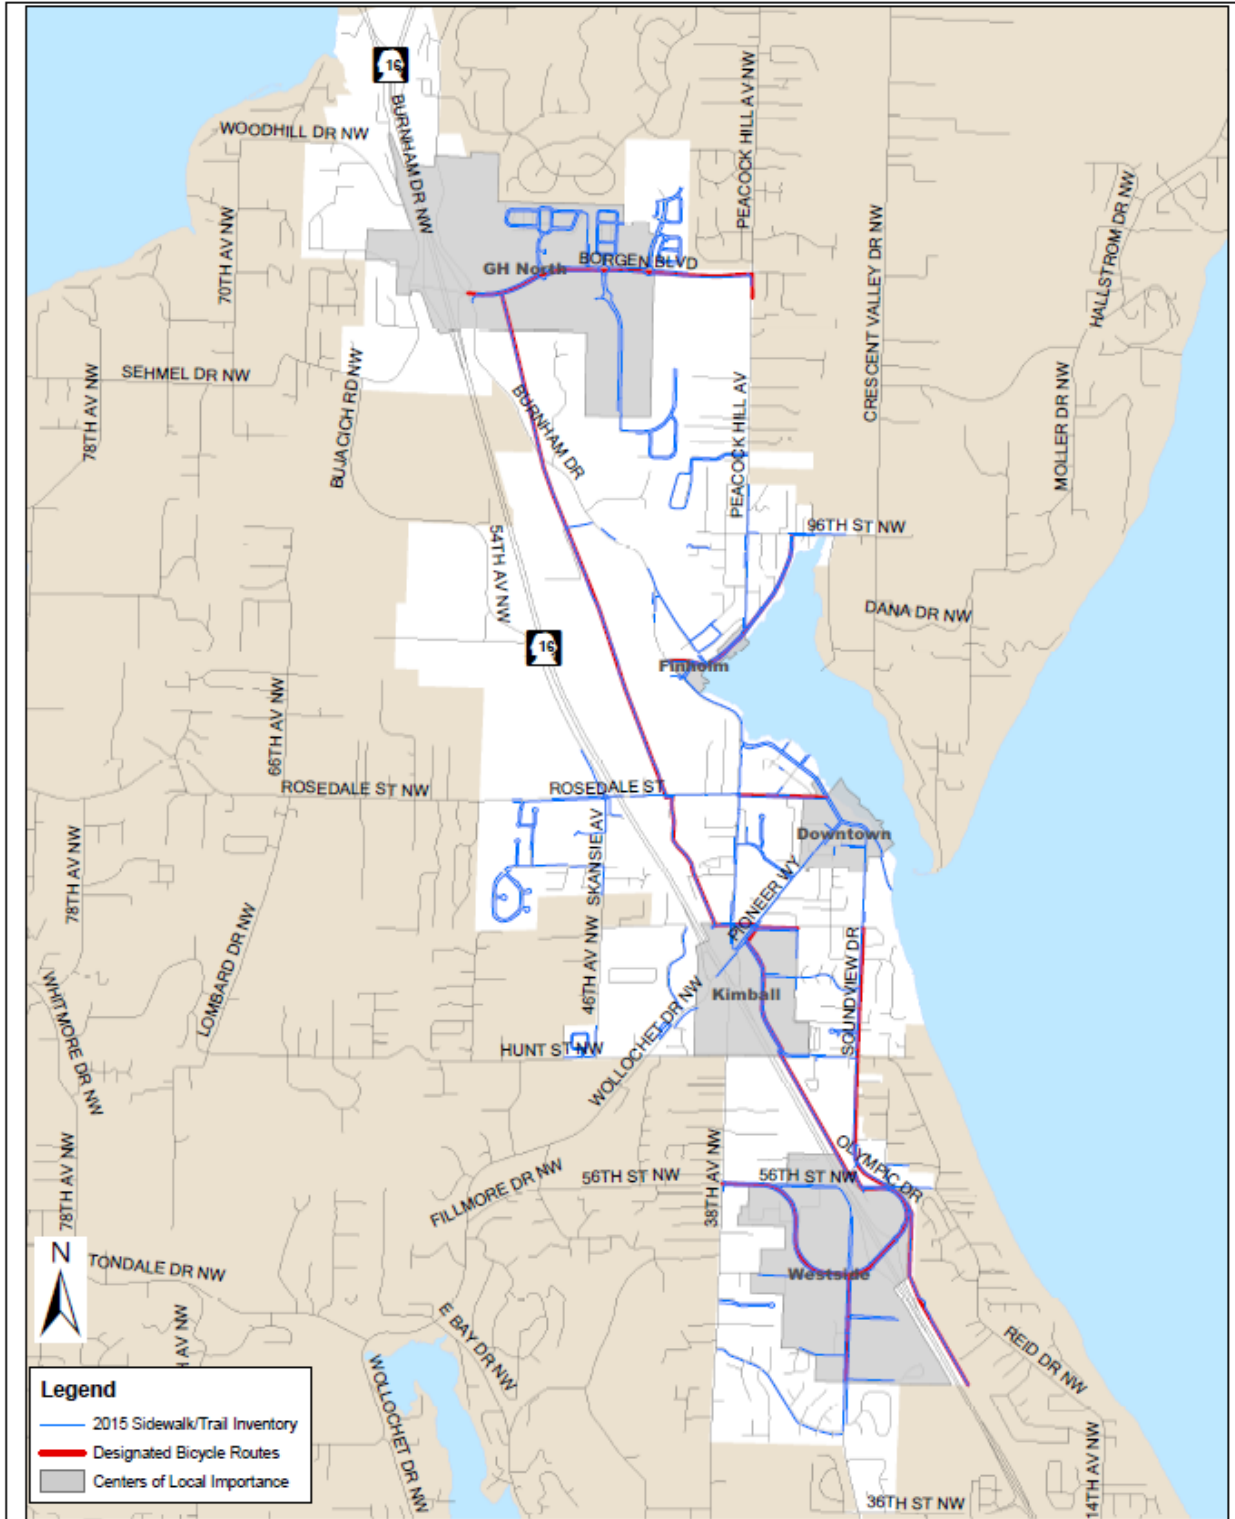 16
WOODHILL DR NW
BURNHAM DR NW
PEACOCK HILL AV NW
70TH AV NW
CRESCENT VALLEY DR NW
HALLSTROM DR NW
BORGEN BLVD
GH North
SEHMEL DR NW
78TH AV NW
BUJACICH RD NW
BURNHAM DR
PEACOCK HILL AV
MOLLER DR NW
96TH ST NW
54TH AV NW
DANA DR NW
16
Finholm
66TH AV NW
ROSEDALE ST NW
ROSEDALE ST
Downtown
SKANSIE AV
78TH AV NW
PIONEER WY
LOMBARD DR NW
46TH AV NW
SOUNDVIEW DR
WHITMORE DR NW
Kimball
WOLLOCHET DR NW
HUNT ST NW
78TH AV NW
38TH AV NW
OLYMPIC DR
56TH ST NW
56TH ST NW
FILLMORE DR NW
N
TONDALE DR NW
Westside
H AV NW
E BAY DR NW
REID DR NW
WOLLOCHET DR NW
14TH AV NW
36TH ST NW
Legend
2015 Sidewalk/Trail Inventory
Designated Bicycle Routes
Centers of Local Importance